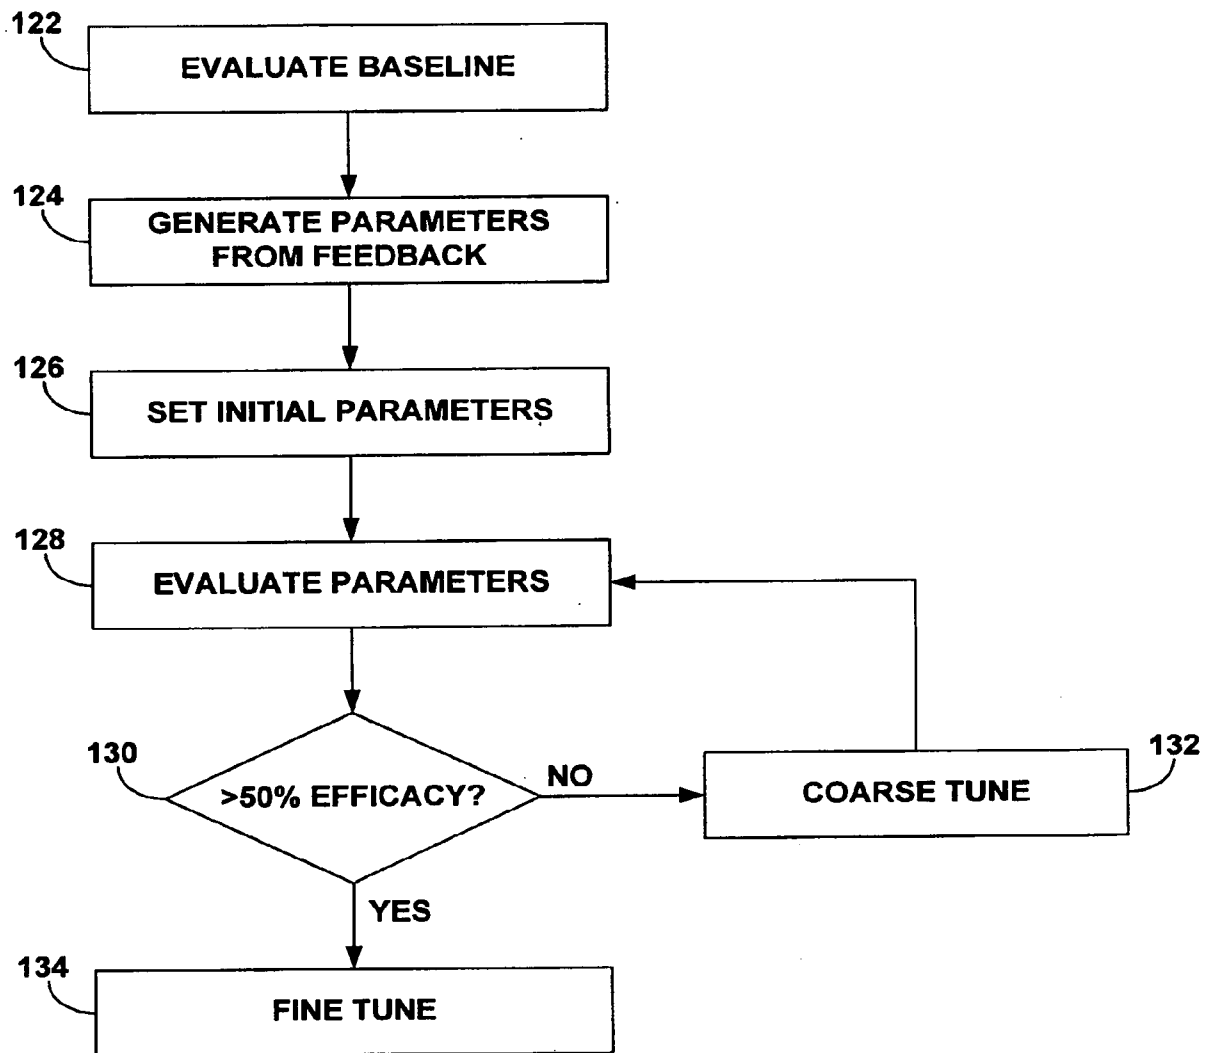 122
EVALUATE BASELINE
124
GENERATE PARAMETERS
FROM FEEDBACK
126
SET INITIAL PARAMETERS
128
EVALUATE PARAMETERS
130
>50% EFFICACY?
NO
132
COARSE TUNE
YES
134
FINE TUNE